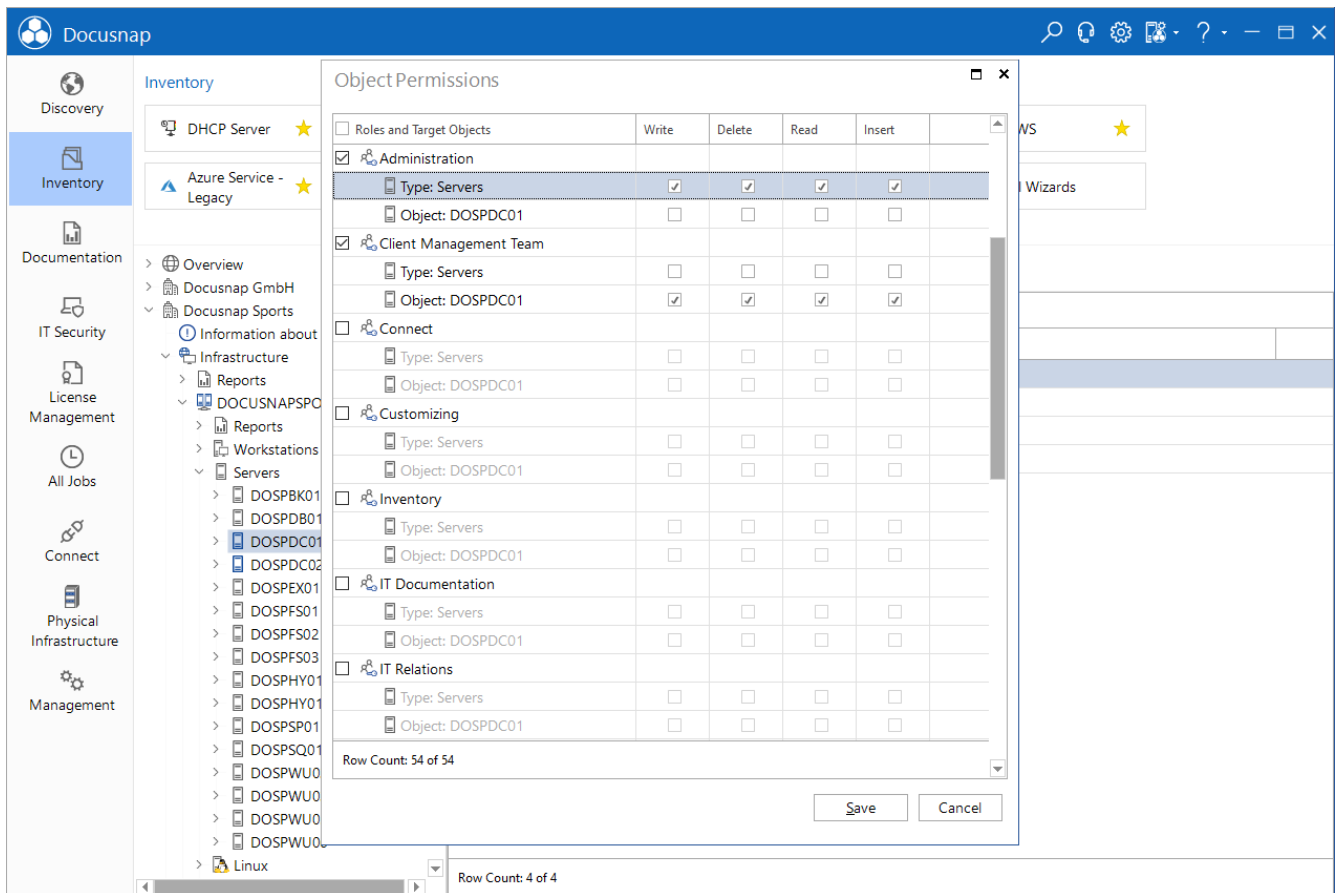 Docusnap
?
Discovery
Inventory
Documentation
IT Security
License
Management
All Jobs
Connect
Physical
Infrastructure
Management
Inventory
DHCP Server
Azure Service -
Legacy
WS
Wizards
Overview
Docusnap GmbH
Docusnap Sports
Information about
Infrastructure
Reports
DOCUSNAPSPO
Reports
Workstations
Servers
DOSPBK01
DOSPDB01
DOSPDC01
DOSPDC02
DOSPEX01
DOSPFS01
DOSPFS02
DOSPFS03
DOSPHY01
DOSPHY01
DOSPSP01
DOSPSQ01
DOSPWU0
DOSPWU0
DOSPWU0
DOSPWU0
Linux
Object Permissions
Roles and Target Objects Write Delete Read Insert
Administration
Type: Servers
Object: DOSPDC01
Client Management Team
Type: Servers
Object: DOSPDC01
Connect
Type: Servers
Object: DOSPDC01
Customizing
Type: Servers
Object: DOSPDC01
Inventory
Type: Servers
Object: DOSPDC01
IT Documentation
Type: Servers
Object: DOSPDC01
IT Relations
Type: Servers
Object: DOSPDC01
Row Count: 54 of 54
Save Cancel
Row Count: 4 of 4